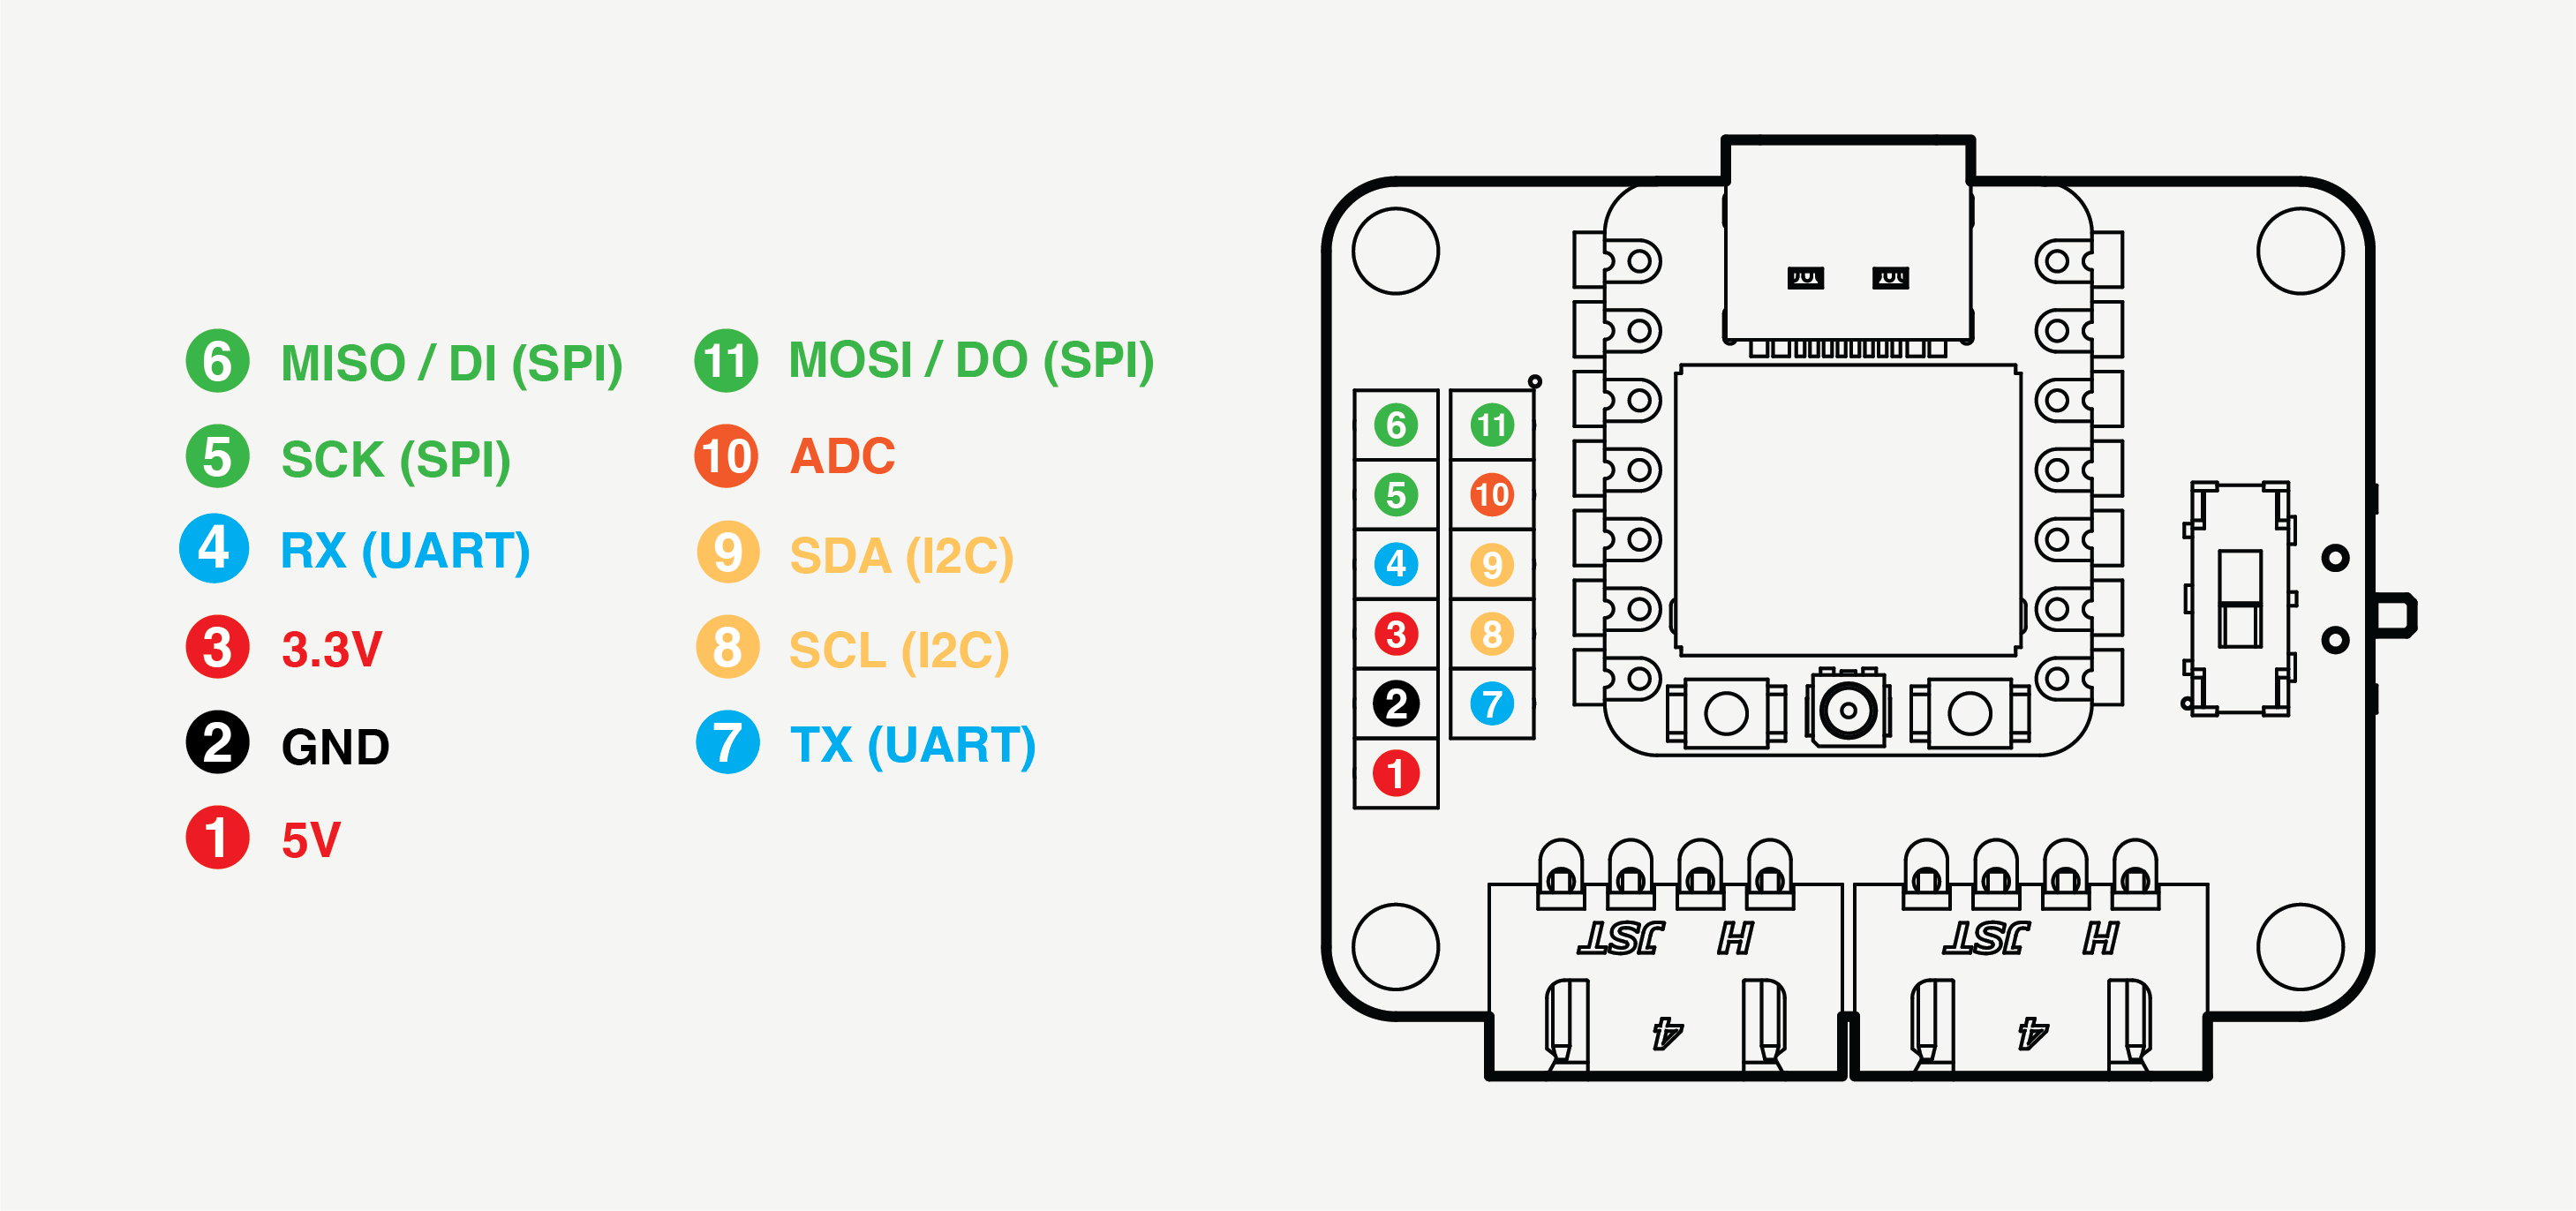 6 MISO / DI (SPI)
5 SCK (SPI)
4 RX (UART)
3 3.3V
2 GND
1 5V
11 MOSI / DO (SPI)
10 ADC
9 SDA (I2C)
8 SCL (I2C)
7 TX (UART)
6 11
5 10
4 9
3 8
2 7
1
JST H
4
JST H
4